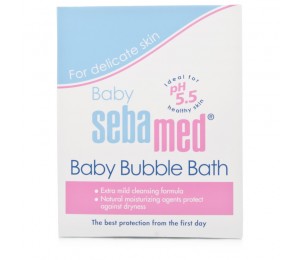 For delicate skin
ideal for
pH
5.5
healthy skin
Baby
sebamed®
Baby Bubble Bath
• Extra mild cleansing formula
• Natural moisturizing agents protect
against dryness
The best protection from the first day